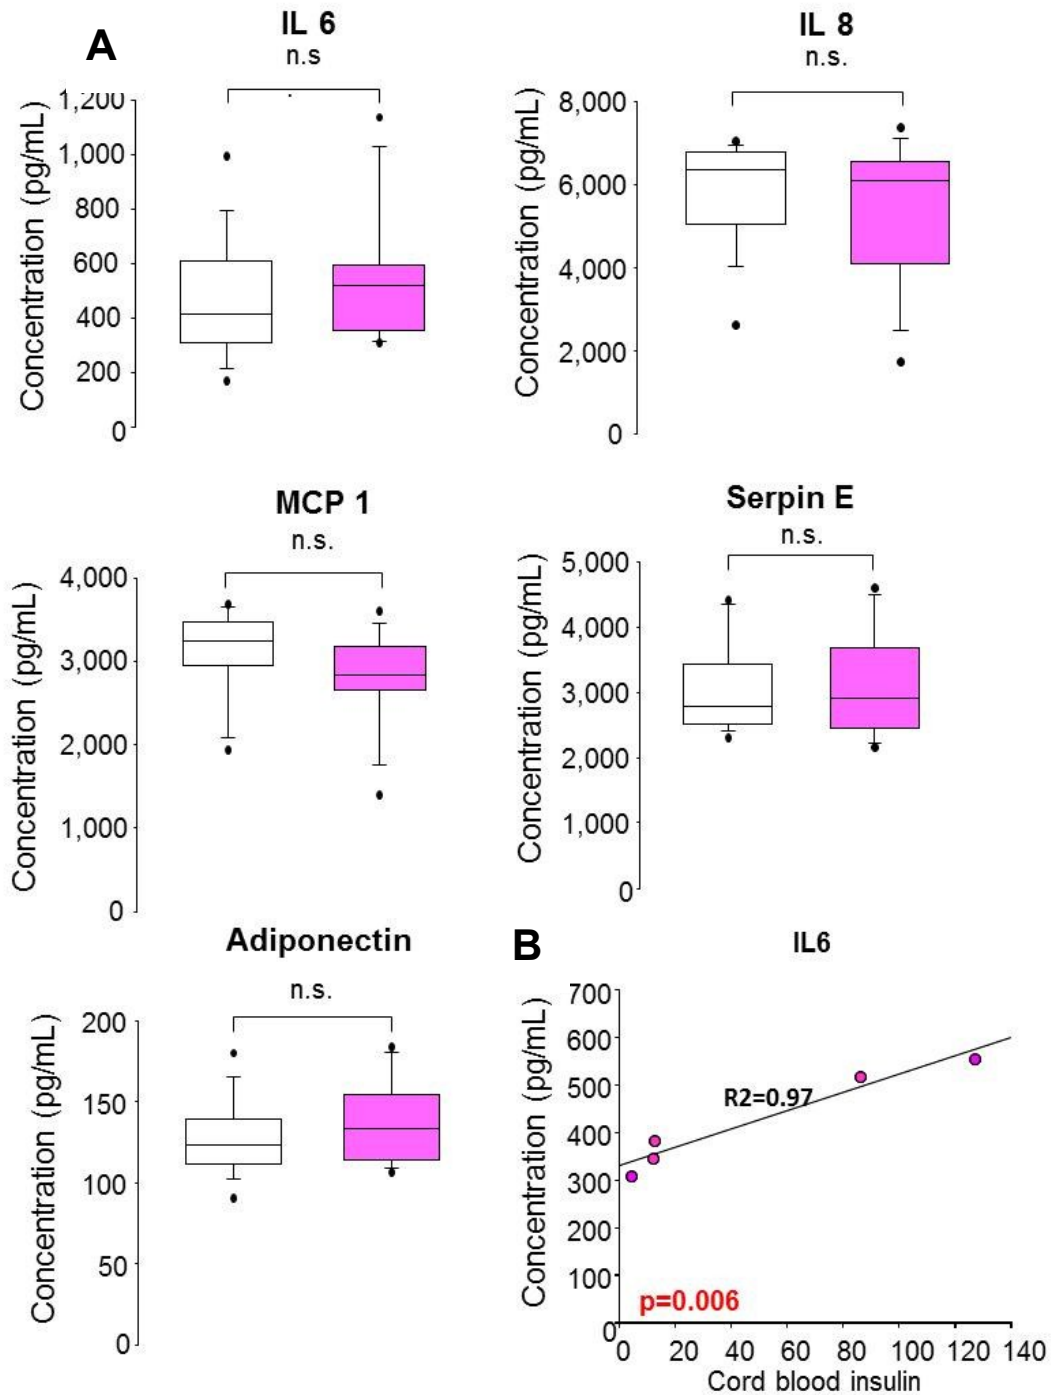 A
IL 6
n.s
Concentration (pg/mL)
1,200
1,000
800
600
400
200
0
IL 8
n.s.
Concentration (pg/mL)
8,000
6,000
4,000
2,000
0
MCP 1
n.s.
Concentration (pg/mL)
4,000
3,000
2,000
1,000
0
Serpin E
n.s.
Concentration (pg/mL)
5,000
4,000
3,000
2,000
1,000
0
Adiponectin
n.s.
Concentration (pg/mL)
200
150
100
50
0
B
IL6
Concentration (pg/mL)
700
600
500
400
300
200
100
0
R2=0.97
p=0.006
0 20 40 60 80 100 120 140
Cord blood insulin